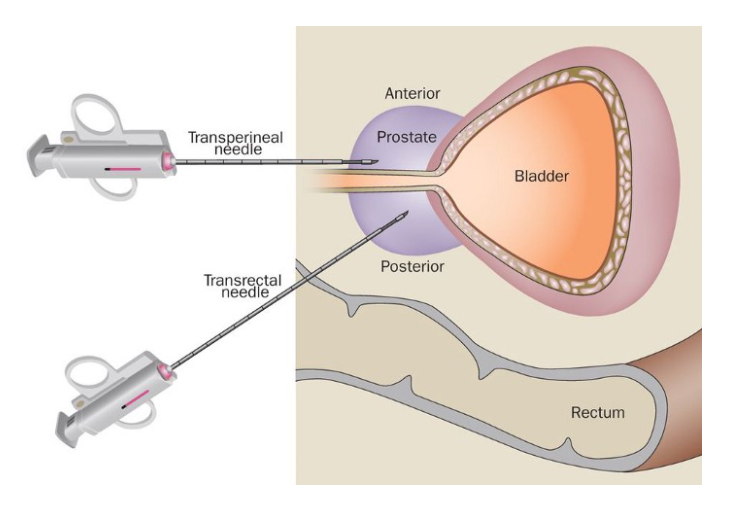 Anterior
Prostate
Transperineal
needle
Bladder
Posterior
Transrectal
needle
Rectum